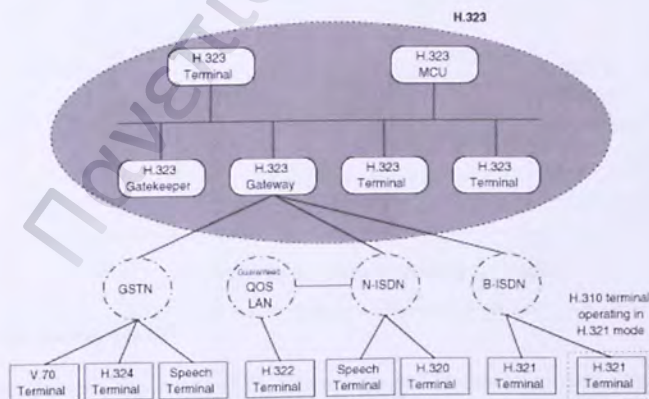 H.323
H.323
Terminal
H.323
MCU
H.323
Gatekeeper
H.323
Gateway
H.323
Terminal
H.323
Terminal
GSTN
Guaranteed
QOS
LAN
N-ISDN
B-ISDN
H.310 terminal
operating in
H.321 mode
V.70
Terminal
H.324
Terminal
Speech
Terminal
H.322
Terminal
Speech
Terminal
H.320
Terminal
H.321
Terminal
H.321
Terminal